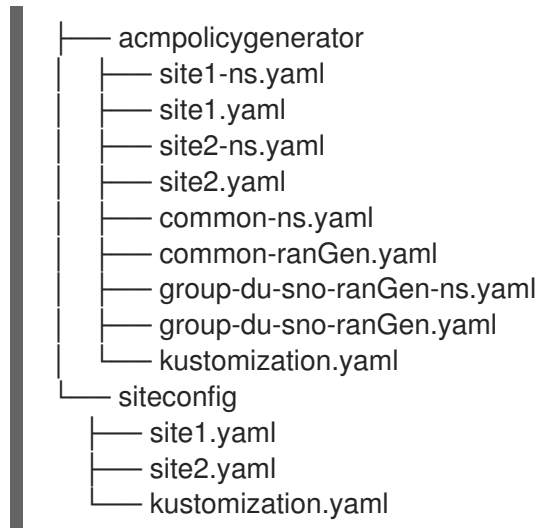 ├── acmpolicygenerator
│   ├── site1-ns.yaml
│   ├── site1.yaml
│   ├── site2-ns.yaml
│   ├── site2.yaml
│   ├── common-ns.yaml
│   ├── common-ranGen.yaml
│   ├── group-du-sno-ranGen-ns.yaml
│   ├── group-du-sno-ranGen.yaml
│   └── kustomization.yaml
└── siteconfig
    ├── site1.yaml
    ├── site2.yaml
    └── kustomization.yaml